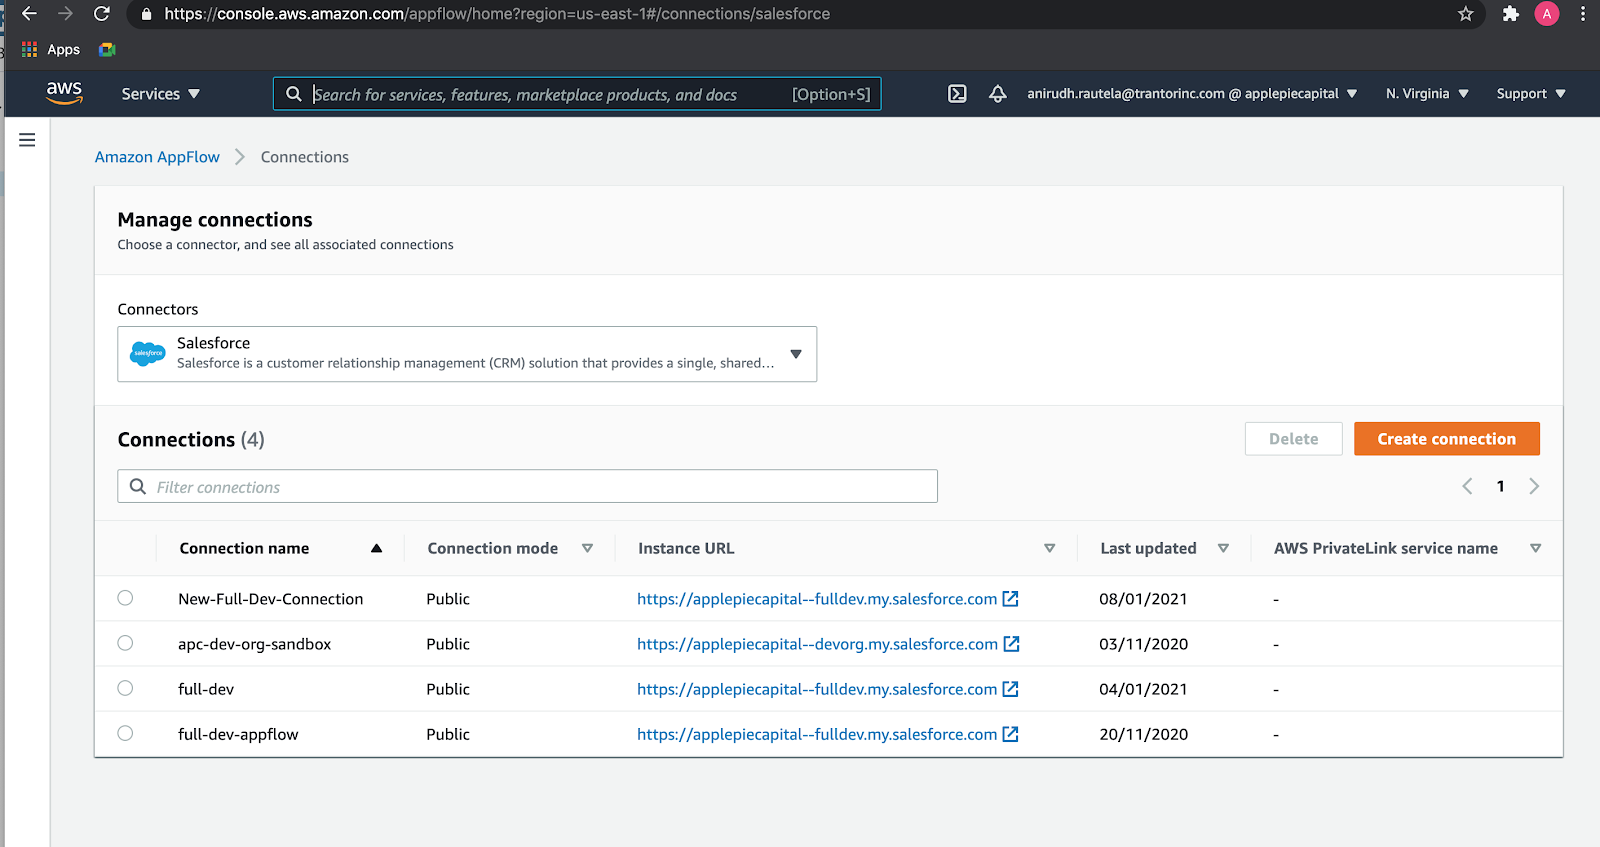 https://console.aws.amazon.com/appflow/home?region=us-east-1#/connections/salesforce
A
Apps
aws
Services
Search for services, features, marketplace products, and docs
[Option+S]
anirudh.rautela@trantorinc.com @ applepiecapital
N. Virginia
Support
Amazon AppFlow
Connections
Manage connections
Choose a connector, and see all associated connections
Connectors
salesforce
Salesforce
Salesforce is a customer relationship management (CRM) solution that provides a single, shared...
Connections (4)
Delete
Create connection
Filter connections
1
Connection name Connection mode Instance URL Last updated AWS PrivateLink service name
New-Full-Dev-Connection Public https://applepiecapital--fulldev.my.salesforce.com 08/01/2021 -
apc-dev-org-sandbox Public https://applepiecapital--devorg.my.salesforce.com 03/11/2020 -
full-dev Public https://applepiecapital--fulldev.my.salesforce.com 04/01/2021 -
full-dev-appflow Public https://applepiecapital--fulldev.my.salesforce.com 20/11/2020 -